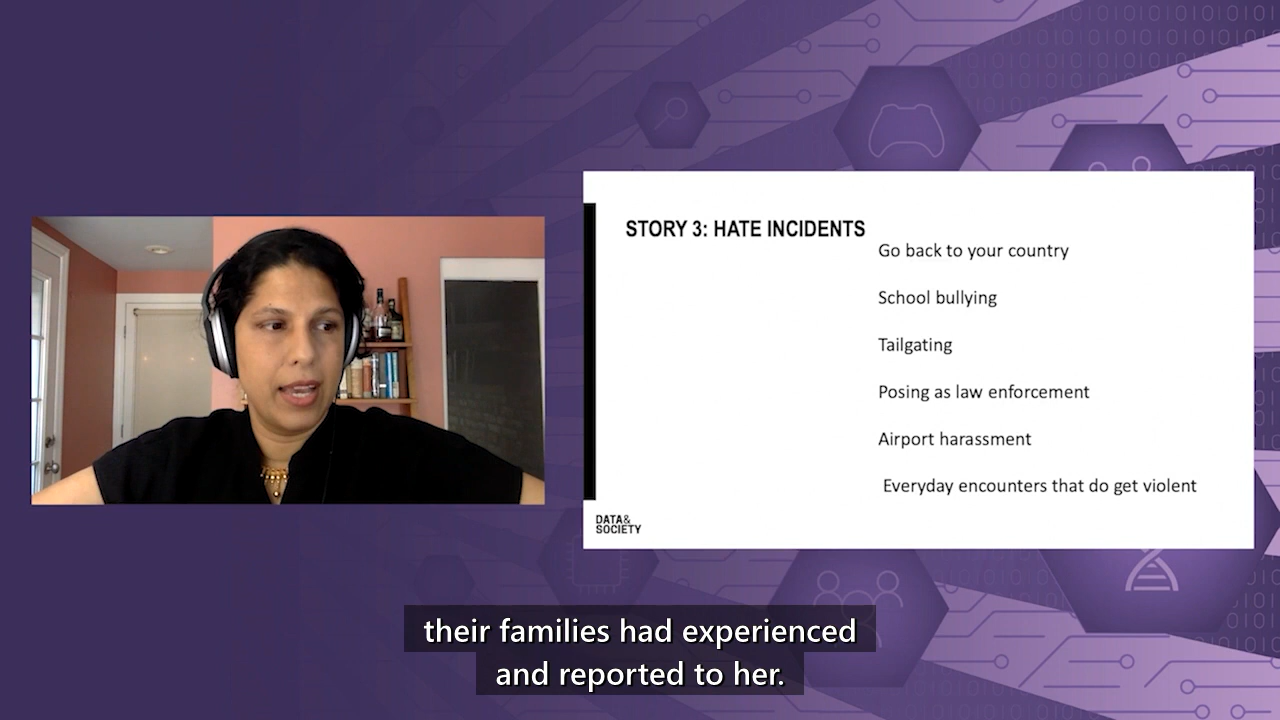 STORY 3: HATE INCIDENTS
Go back to your country
School bullying
Tailgating
Posing as law enforcement
Airport harassment
Everyday encounters that do get violent
DATA&
SOCIETY
their families had experienced
and reported to her.